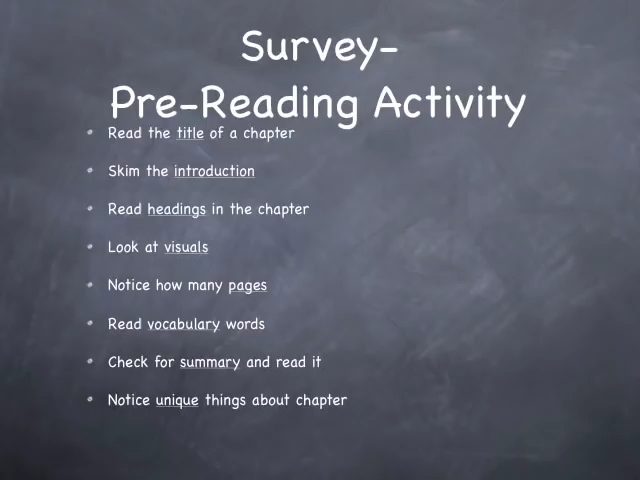 Survey-
Pre-Reading Activity
• Read the title of a chapter
• Skim the introduction
• Read headings in the chapter
• Look at visuals
• Notice how many pages
• Read vocabulary words
• Check for summary and read it
• Notice unique things about chapter